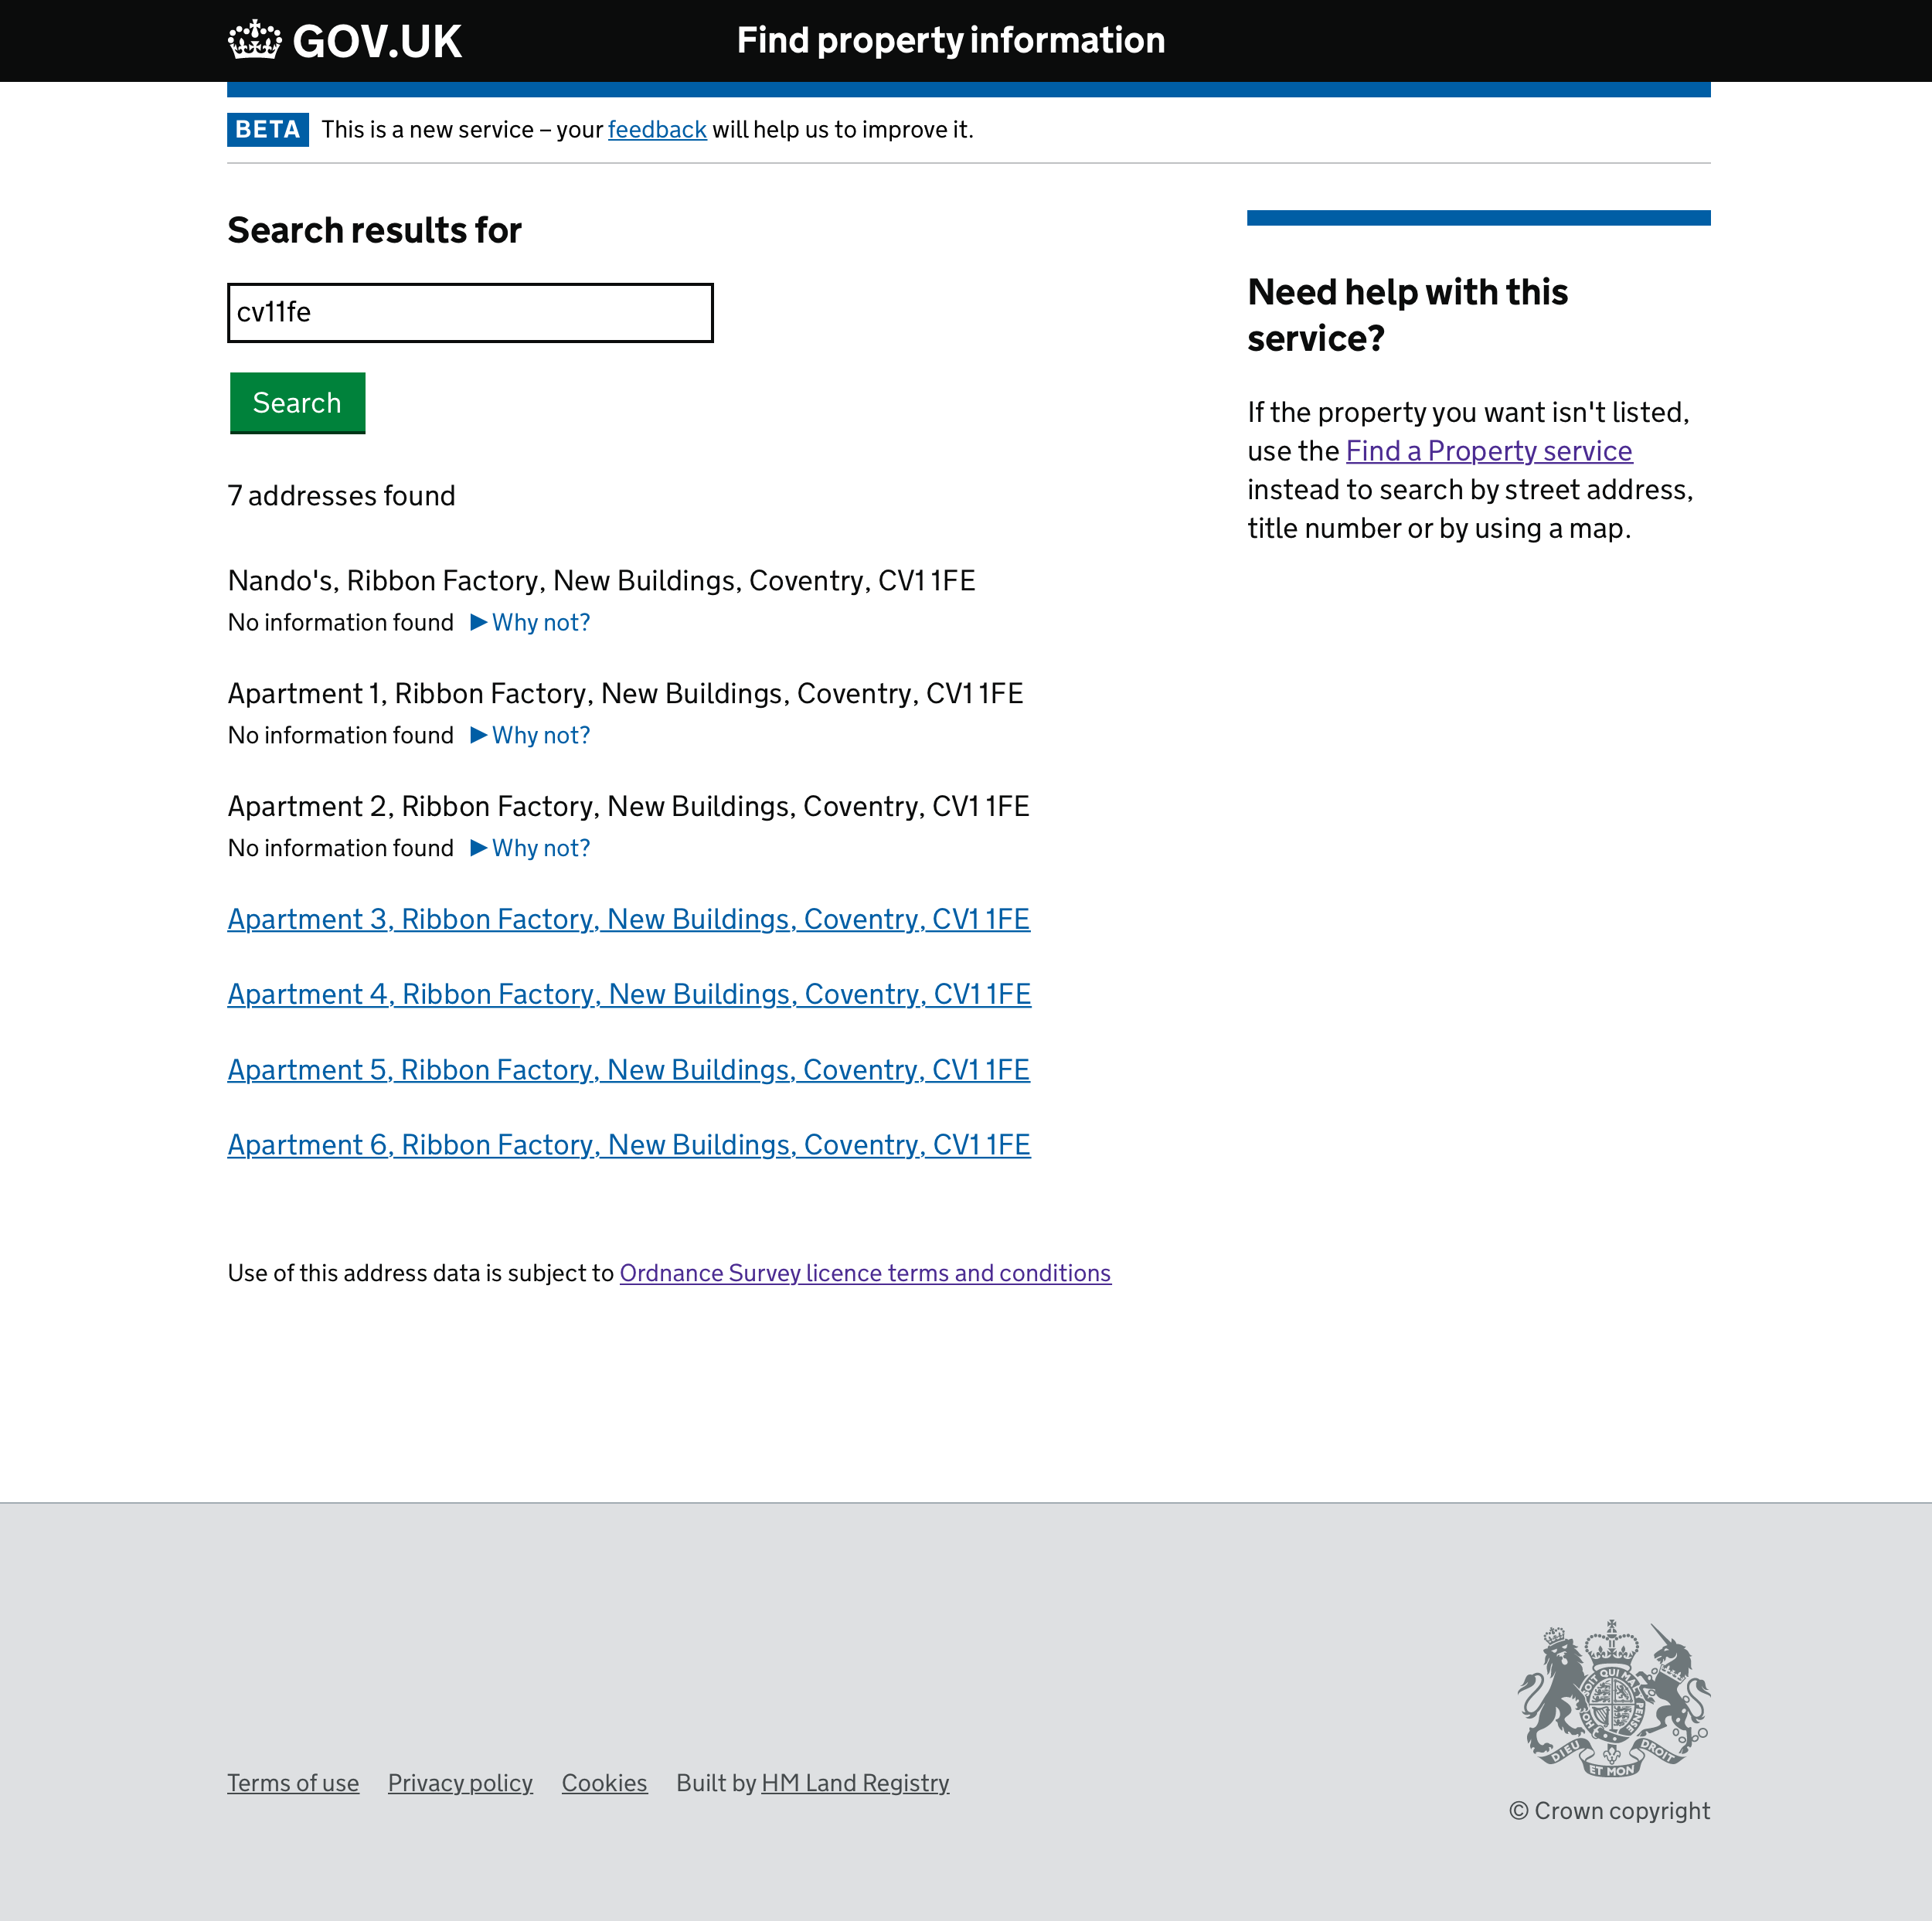 GOV.UK
Find property information
BETA This is a new service – your feedback will help us to improve it.
Search results for
cv11fe
Search
7 addresses found
Nando's, Ribbon Factory, New Buildings, Coventry, CV1 1FE
No information found ▶ Why not?
Apartment 1, Ribbon Factory, New Buildings, Coventry, CV1 1FE
No information found ▶ Why not?
Apartment 2, Ribbon Factory, New Buildings, Coventry, CV1 1FE
No information found ▶ Why not?
Apartment 3, Ribbon Factory, New Buildings, Coventry, CV1 1FE
Apartment 4, Ribbon Factory, New Buildings, Coventry, CV1 1FE
Apartment 5, Ribbon Factory, New Buildings, Coventry, CV1 1FE
Apartment 6, Ribbon Factory, New Buildings, Coventry, CV1 1FE
Use of this address data is subject to Ordnance Survey licence terms and conditions
Need help with this
service?
If the property you want isn't listed,
use the Find a Property service
instead to search by street address,
title number or by using a map.
Terms of use Privacy policy Cookies Built by HM Land Registry
DIEU ET MON DROIT
© Crown copyright